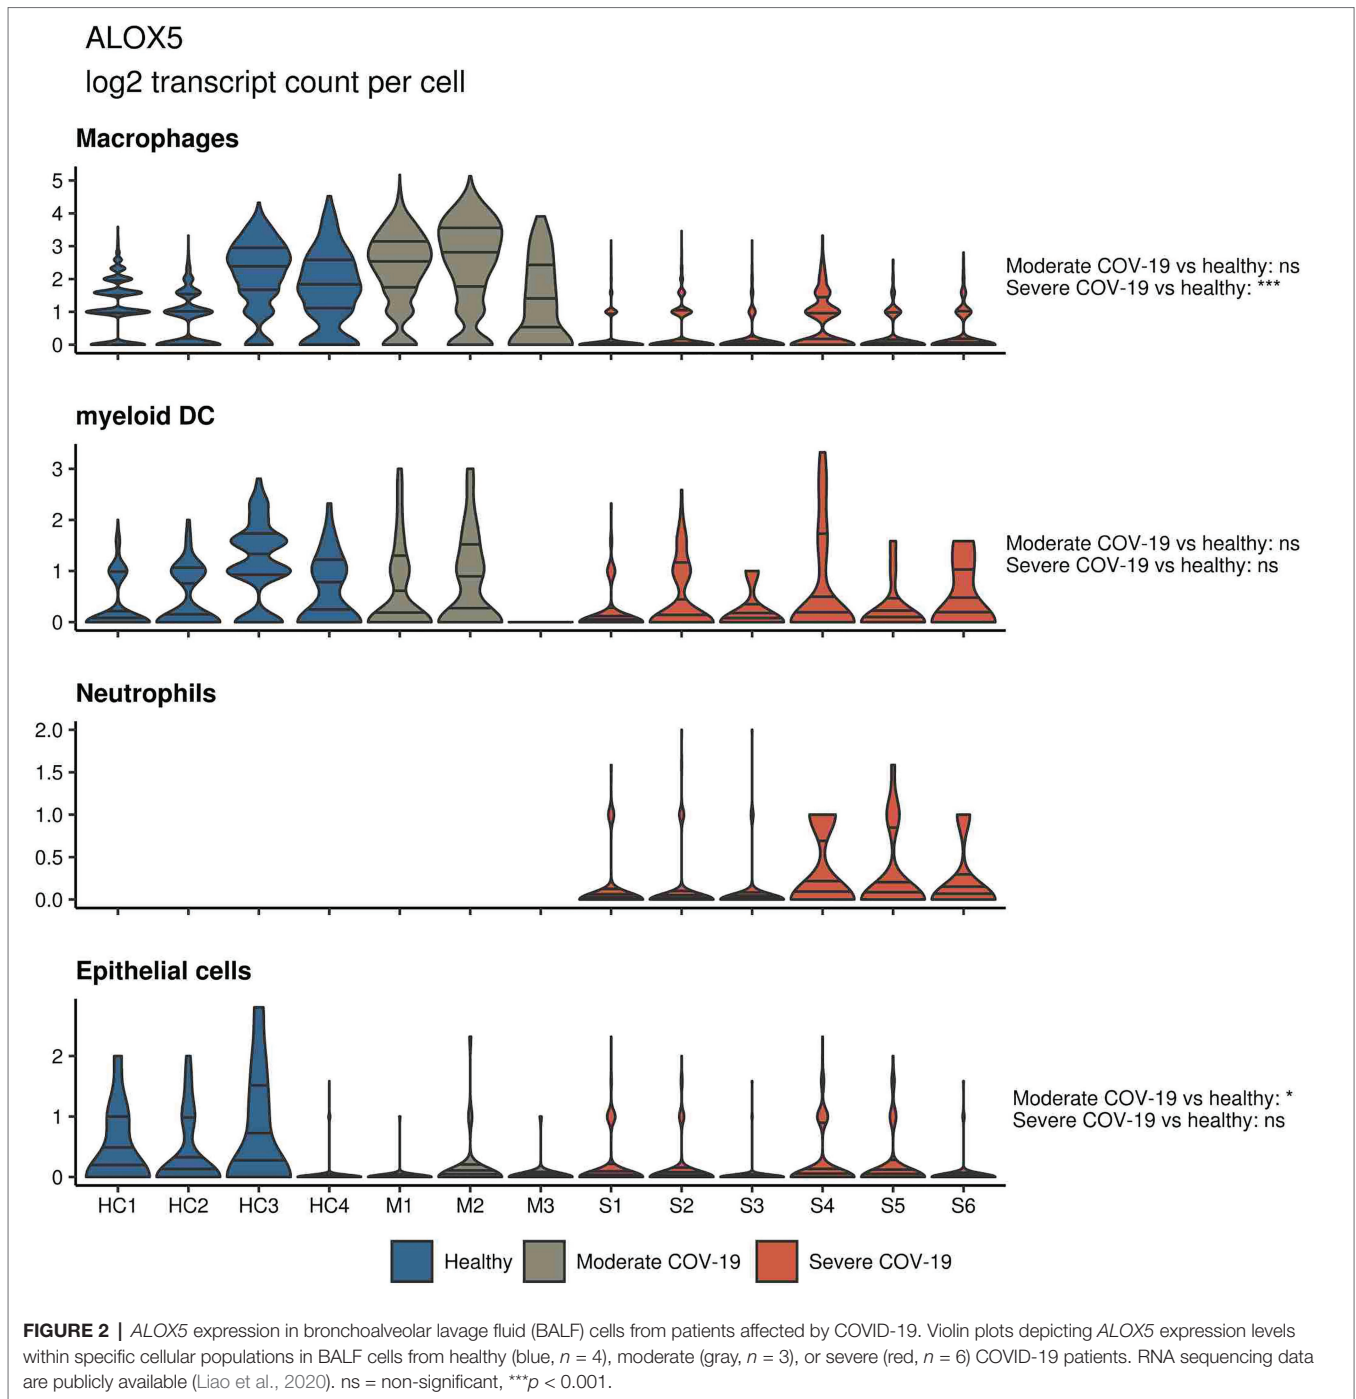 ALOX5
log2 transcript count per cell
Macrophages
5
4
3
2
1
0
Moderate COV-19 vs healthy: ns
Severe COV-19 vs healthy: ***
myeloid DC
3
2
1
0
Moderate COV-19 vs healthy: ns
Severe COV-19 vs healthy: ns
Neutrophils
2.0
1.5
1.0
0.5
0.0
Epithelial cells
2
1
0
Moderate COV-19 vs healthy: *
Severe COV-19 vs healthy: ns
HC1 HC2 HC3 HC4 M1 M2 M3 S1 S2 S3 S4 S5 S6
Healthy Moderate COV-19 Severe COV-19
FIGURE 2 | ALOX5 expression in bronchoalveolar lavage fluid (BALF) cells from patients affected by COVID-19. Violin plots depicting ALOX5 expression levels
within specific cellular populations in BALF cells from healthy (blue, n = 4), moderate (gray, n = 3), or severe (red, n = 6) COVID-19 patients. RNA sequencing data
are publicly available (Liao et al., 2020). ns = non-significant, ***p < 0.001.